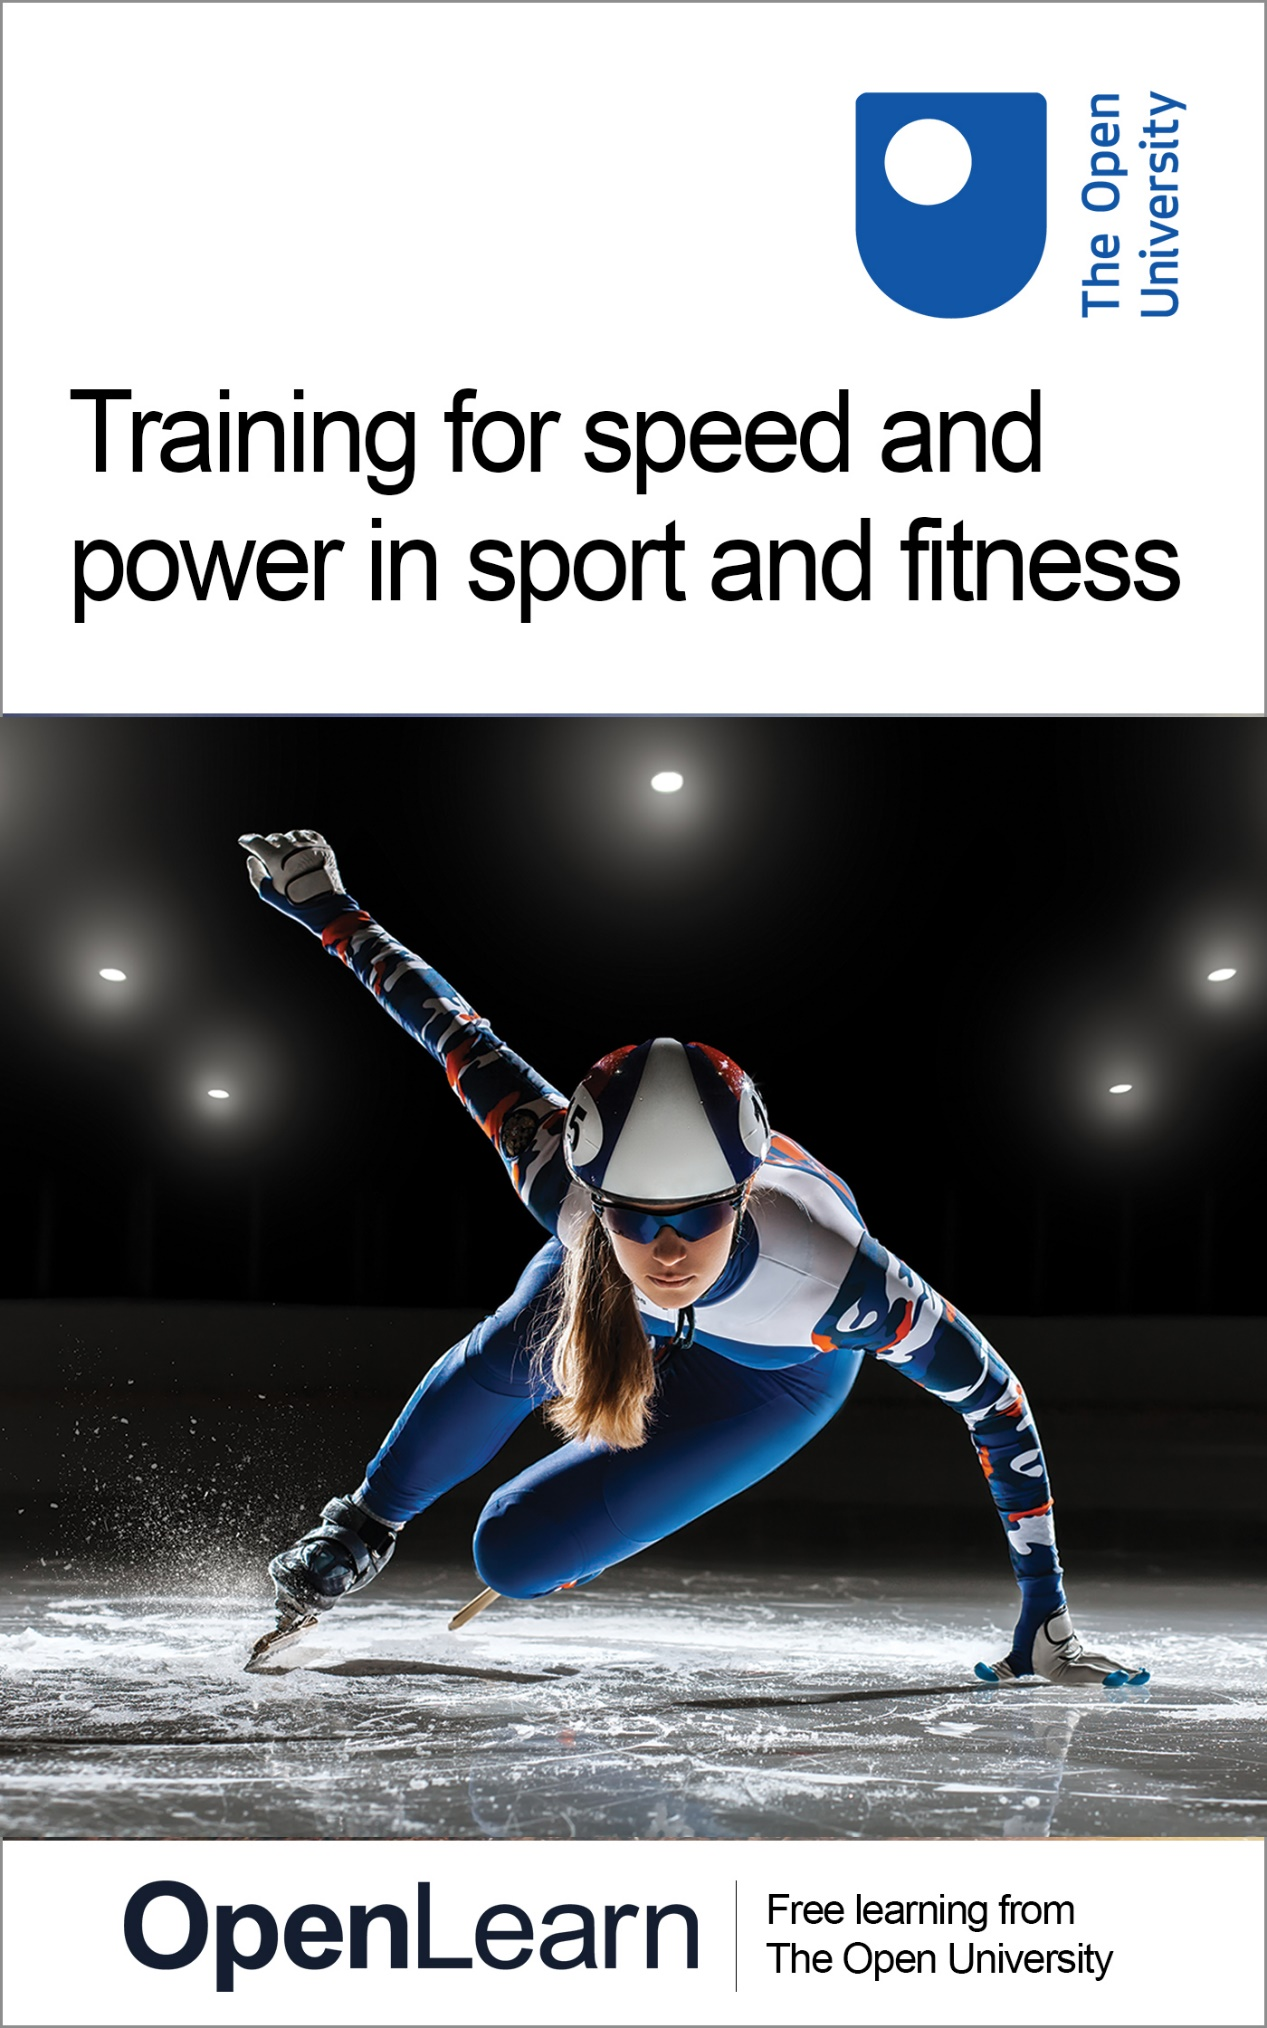 The Open
University
Training for speed and
power in sport and fitness
5
OpenLearn
Free learning from
The Open University